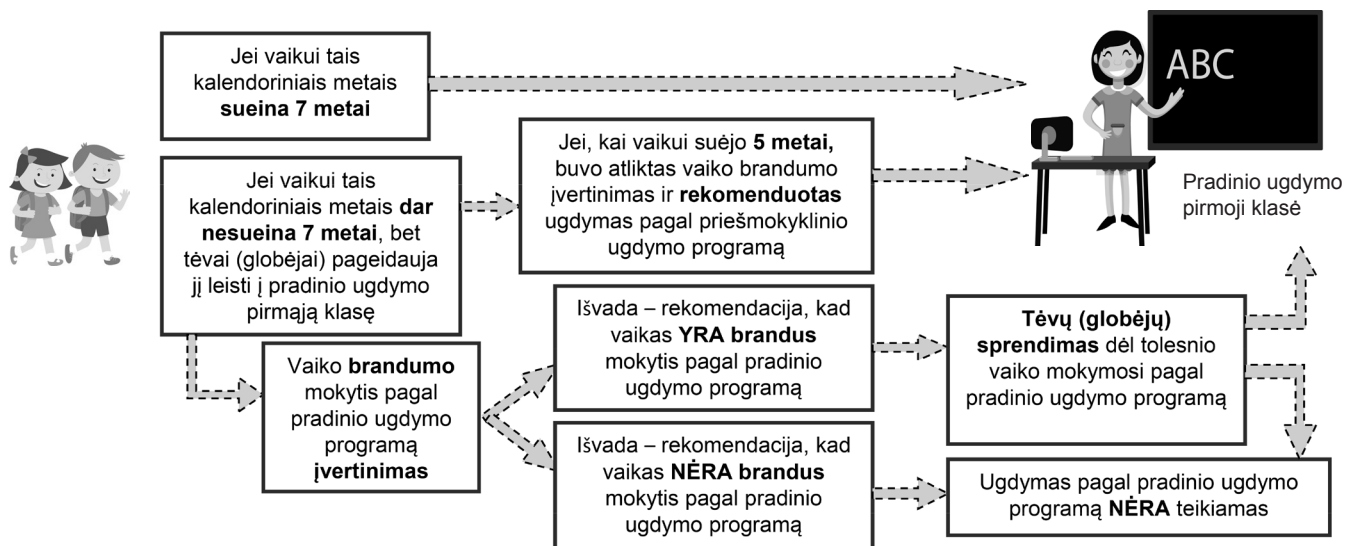 Jei vaikui tais
kalendoriniais metais
sueina 7 metai
ABC
Pradinio ugdymo
pirmoji klasė
Jei vaikui tais
kalendoriniais metais dar
nesueina 7 metai, bet
tėvai (globėjai) pageidauja
jį leisti į pradinio ugdymo
pirmąją klasę
Jei, kai vaikui suėjo 5 metai,
buvo atliktas vaiko brandumo
įvertinimas ir rekomenduotas
ugdymas pagal priešmokyklinio
ugdymo programą
Vaiko brandumo
mokytis pagal
pradinio ugdymo
programą
įvertinimas
Išvada – rekomendacija, kad
vaikas YRA brandus
mokytis pagal pradinio
ugdymo programą
Tėvų (globėjų)
sprendimas dėl tolesnio
vaiko mokymosi pagal
pradinio ugdymo programą
Išvada – rekomendacija, kad
vaikas NĖRA brandus
mokytis pagal pradinio
ugdymo programą
Ugdymas pagal pradinio ugdymo
programą NĖRA teikiamas